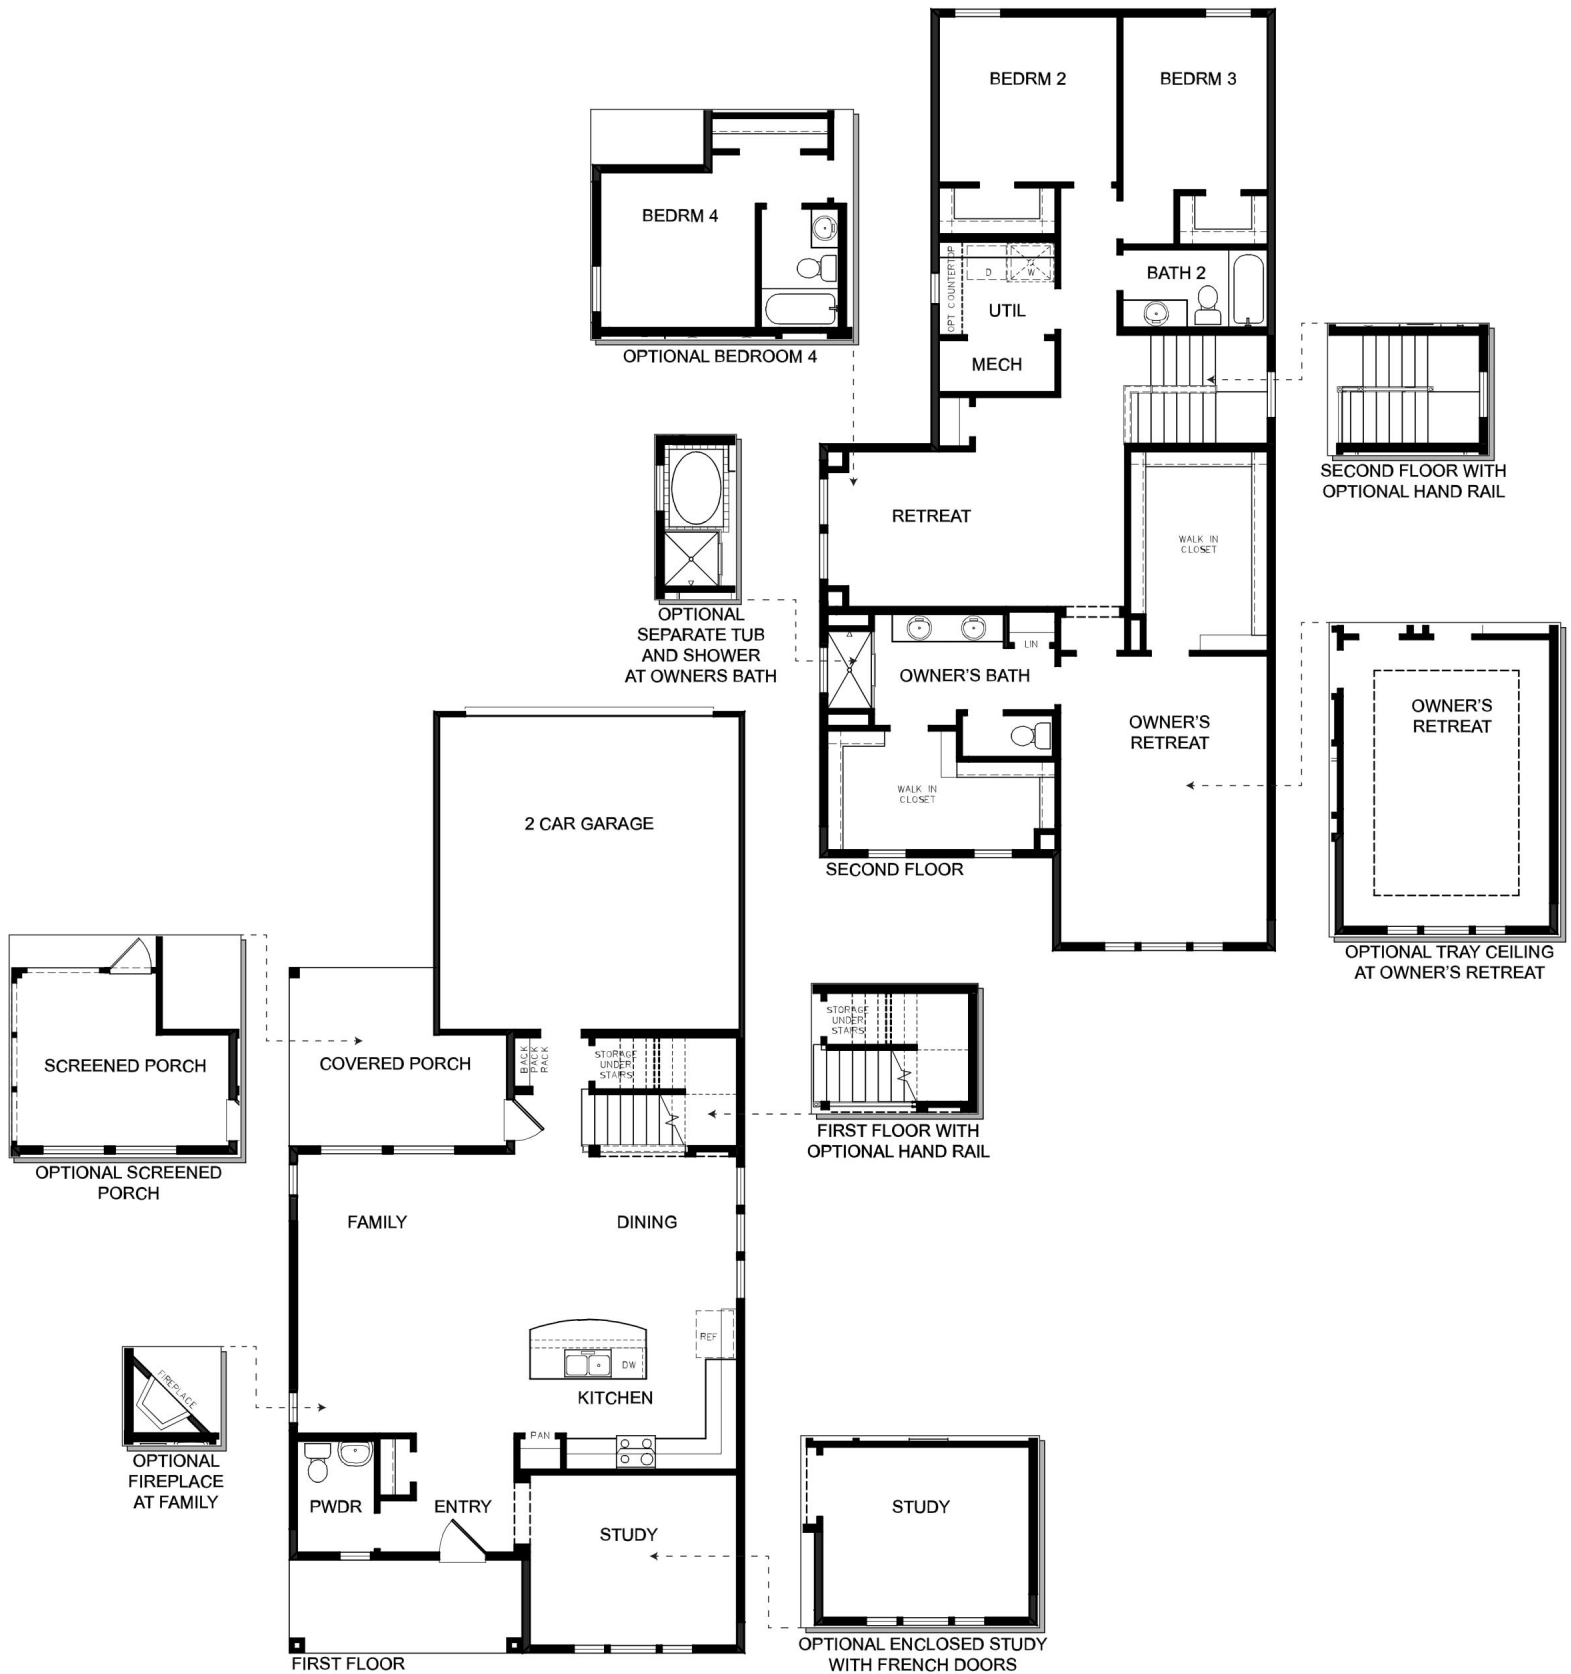 BEDRM 2
BEDRM 3
BEDRM 4
OPTIONAL BEDROOM 4
OPT COUNTERTOP
D
W
UTIL
MECH
BATH 2
SECOND FLOOR WITH
OPTIONAL HAND RAIL
RETREAT
WALK IN
CLOSET
OPTIONAL
SEPARATE TUB
AND SHOWER
AT OWNERS BATH
LIN
OWNER'S BATH
OWNER'S
RETREAT
WALK IN
CLOSET
SECOND FLOOR
OWNER'S
RETREAT
OPTIONAL TRAY CEILING
AT OWNER'S RETREAT
2 CAR GARAGE
SCREENED PORCH
OPTIONAL SCREENED
PORCH
COVERED PORCH
BACK
PACK
RACK
STORAGE
UNDER
STAIRS
STORAGE
UNDER
STAIRS
FIRST FLOOR WITH
OPTIONAL HAND RAIL
FAMILY
DINING
REF
DW
KITCHEN
FIREPLACE
OPTIONAL
FIREPLACE
AT FAMILY
PAN
PWDR
ENTRY
STUDY
FIRST FLOOR
STUDY
OPTIONAL ENCLOSED STUDY
WITH FRENCH DOORS